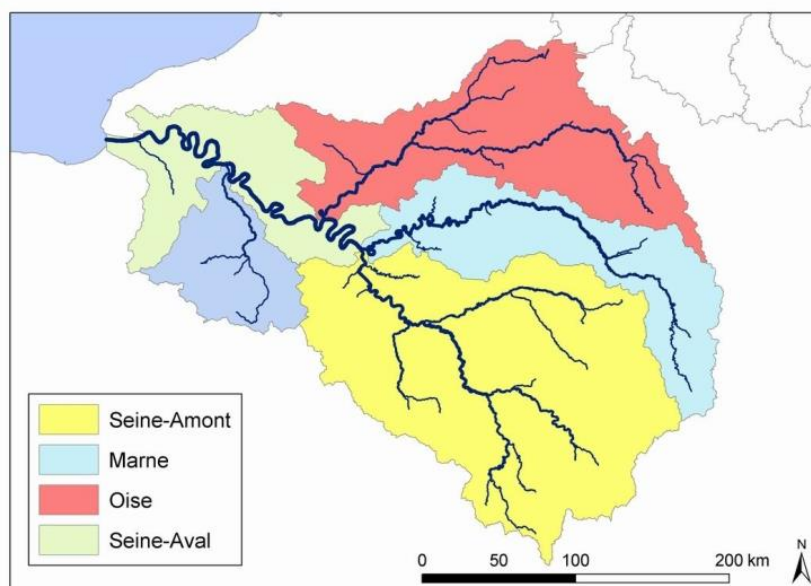 Seine-Amont
Marne
Oise
Seine-Aval
0 50 100 200 km
N